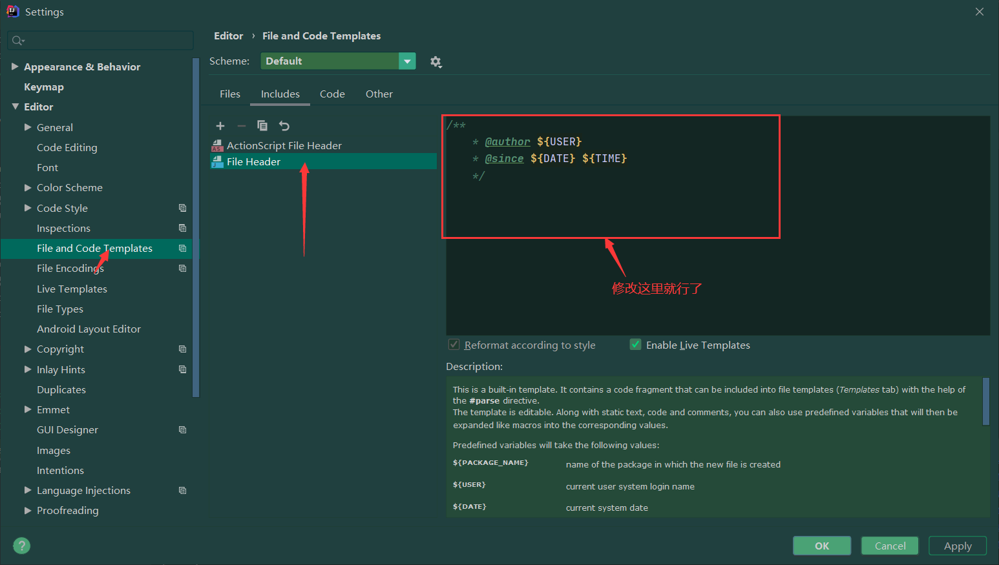 Settings
Appearance & Behavior
Keymap
Editor
General
Code Editing
Font
Color Scheme
Code Style
Inspections
File and Code Templates
File Encodings
Live Templates
File Types
Android Layout Editor
Copyright
Inlay Hints
Duplicates
Emmet
GUI Designer
Images
Intentions
Language Injections
Proofreading
?
Editor › File and Code Templates
Scheme: Default
Files Includes Code Other
ActionScript File Header
File Header
/**
* @author ${USER}
* @since ${DATE} ${TIME}
*/
修改这里就行了
Reformat according to style Enable Live Templates
Description:
This is a built-in template. It contains a code fragment that can be included into file templates (Templates tab) with the help of
the #parse directive.
The template is editable. Along with static text, code and comments, you can also use predefined variables that will then be
expanded like macros into the corresponding values.
Predefined variables will take the following values:
${PACKAGE_NAME} name of the package in which the new file is created
${USER} current user system login name
${DATE} current system date
OK Cancel Apply